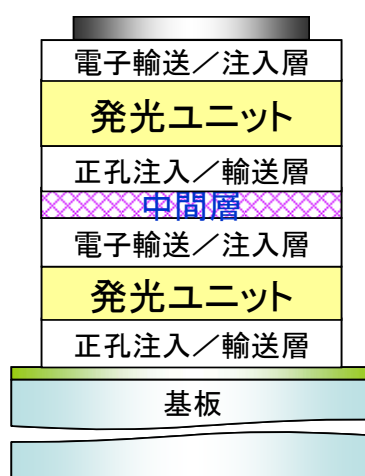 電子輸送／注入層
発光ユニット
正孔注入／輸送層
中間層
電子輸送／注入層
発光ユニット
正孔注入／輸送層
基板